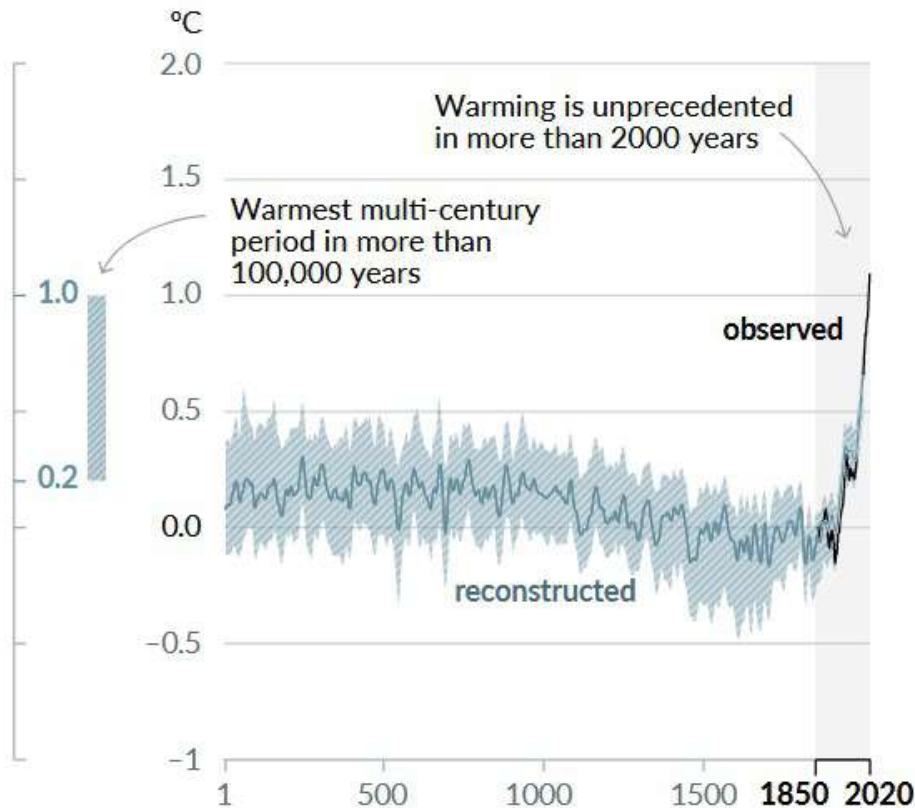 °C
2.0
Warming is unprecedented
in more than 2000 years
1.5
Warmest multi-century
period in more than
100,000 years
1.0
1.0
observed
0.5
0.2
0.0
reconstructed
−0.5
−1
1
500
1000
1500
1850
2020